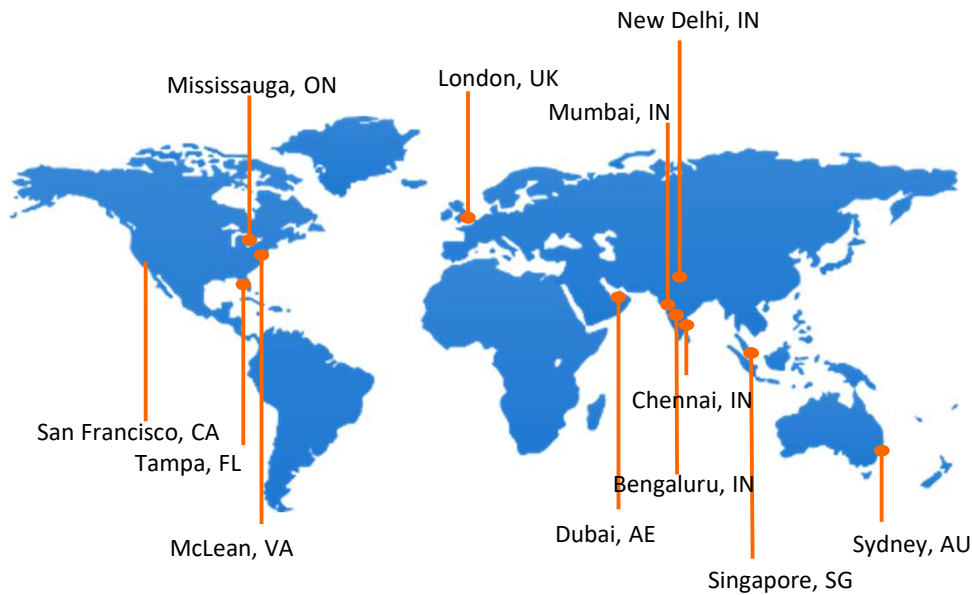 New Delhi, IN
Mississauga, ON
London, UK
Mumbai, IN
Chennai, IN
San Francisco, CA
Tampa, FL
Bengaluru, IN
Dubai, AE
McLean, VA
Sydney, AU
Singapore, SG